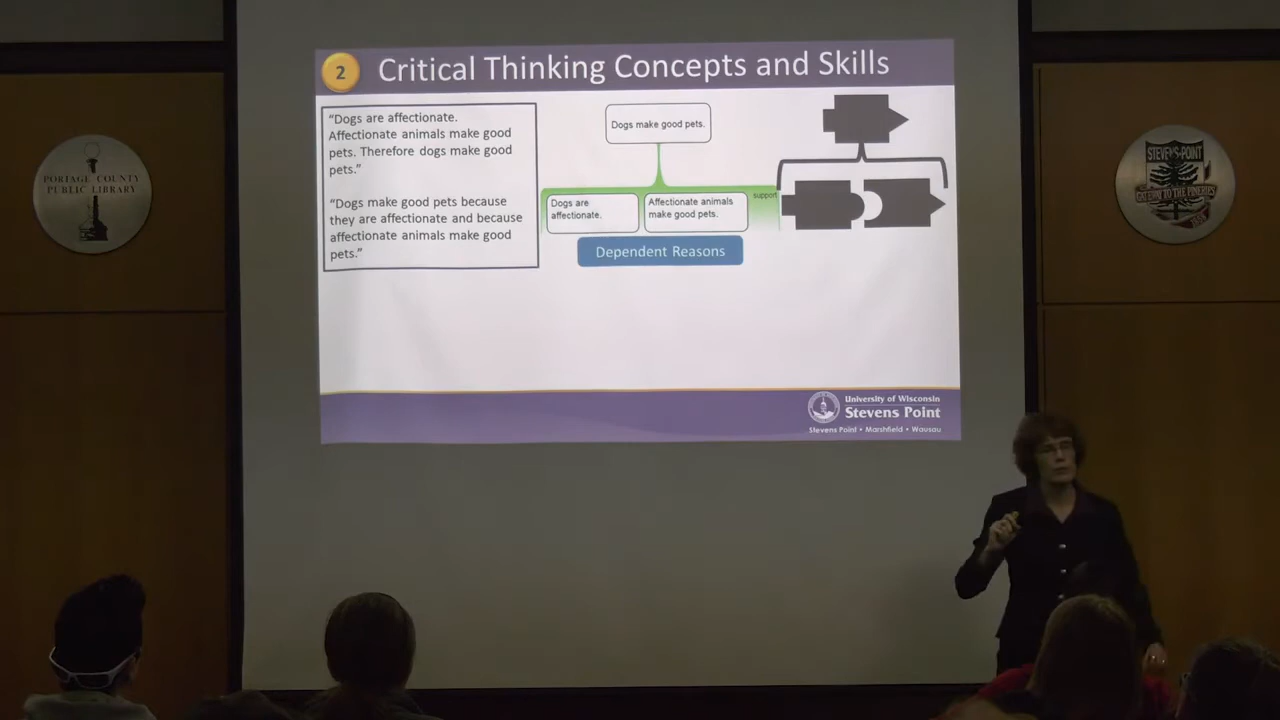 2
Critical Thinking Concepts and Skills
"Dogs are affectionate.
Affectionate animals make good
pets. Therefore dogs make good
pets."
"Dogs make good pets because
they are affectionate and because
affectionate animals make good
pets."
Dogs make good pets.
support
Dogs are
affectionate.
Affectionate animals
make good pets.
Dependent Reasons
University of Wisconsin
Stevens Point
Stevens Point • Marshfield • Wausau
PORTAGE COUNTY
PUBLIC LIBRARY
STEVENS POINT
GATEWAY TO THE PINERIES